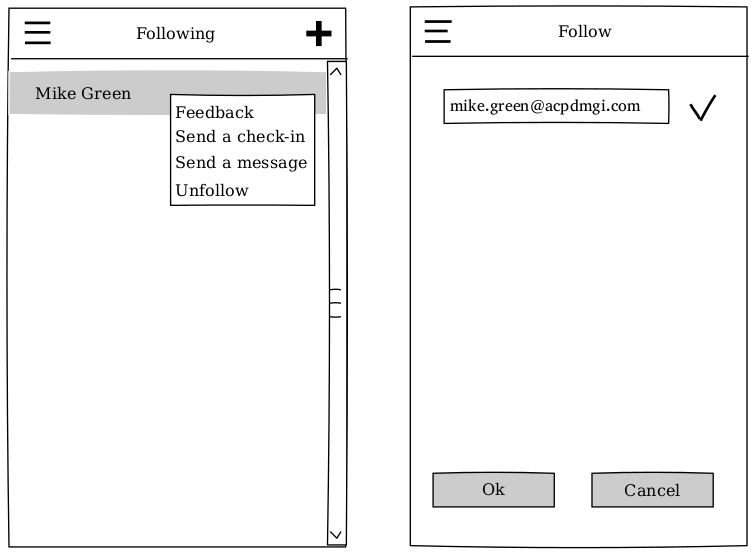 Following
Mike Green
Feedback
Send a check-in
Send a message
Unfollow
Follow
mike.green@acpdmgi.com
Ok
Cancel